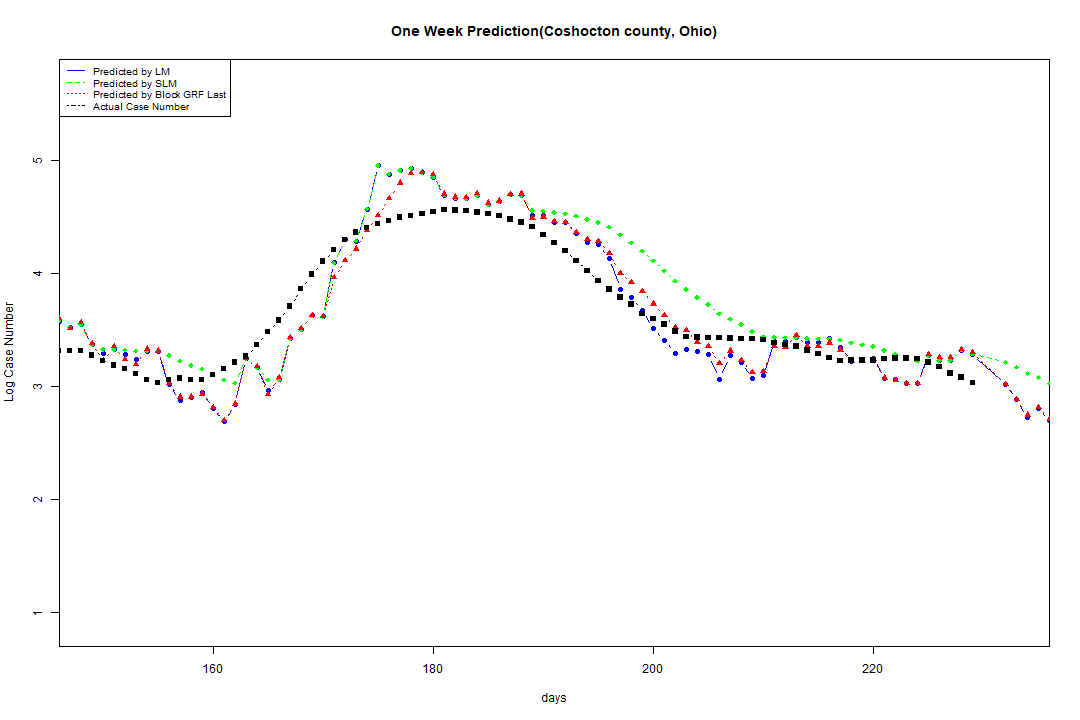 One Week Prediction(Coshocton county, Ohio)
Predicted by LM
Predicted by SLM
Predicted by Block GRF Last
Actual Case Number
5
4
3
2
1
Log Case Number
160 180 200 220
days